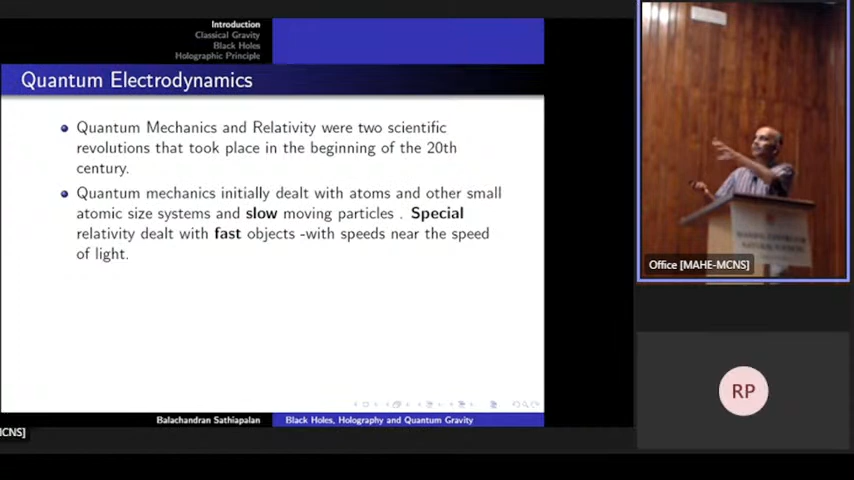 Introduction
Classical Gravity
Black Holes
Holographic Principle
Quantum Electrodynamics
Quantum Mechanics and Relativity were two scientific
revolutions that took place in the beginning of the 20th
century.
Quantum mechanics initially dealt with atoms and other small
atomic size systems and slow moving particles . Special
relativity dealt with fast objects -with speeds near the speed
of light.
Balachandran Sathiapalan
Black Holes, Holography and Quantum Gravity
CNS]
Office [MAHE-MCNS]
RP